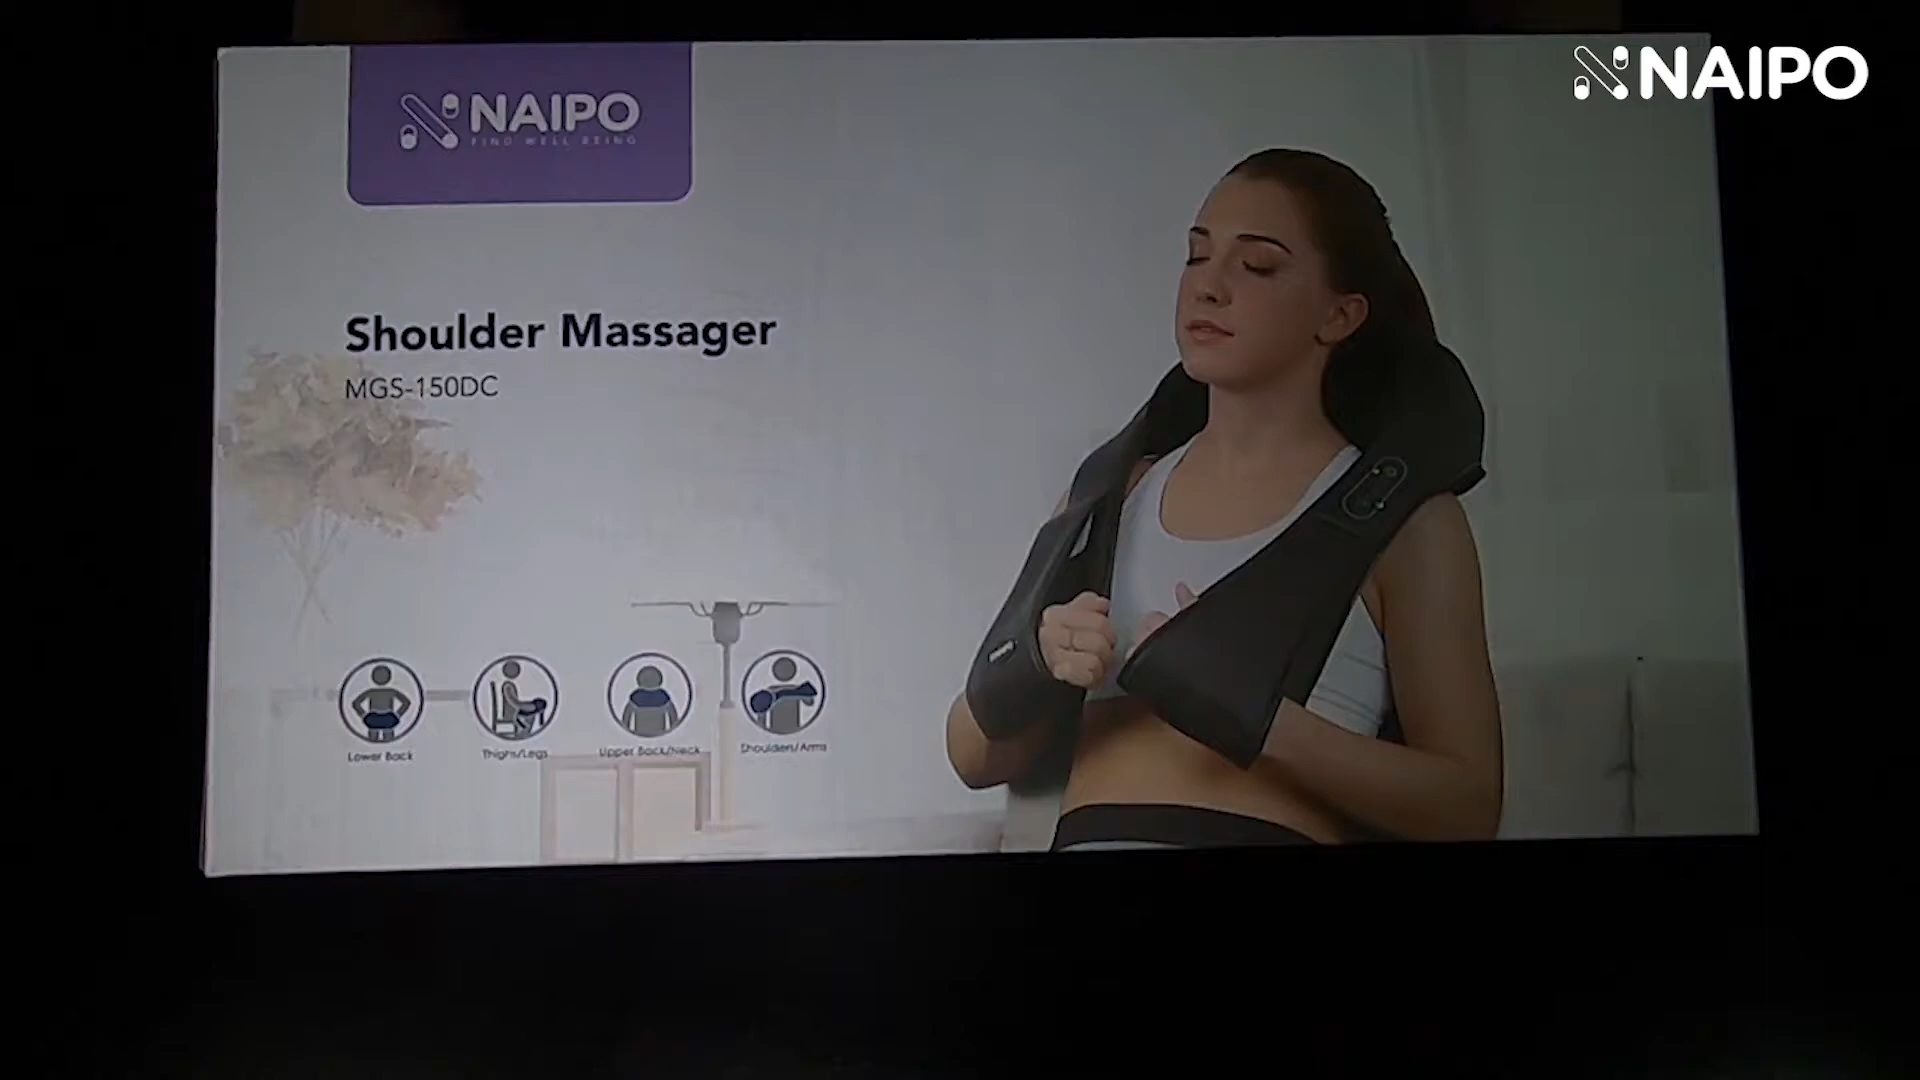 NAIPO
NAIPO
FIND WELL BEING
Shoulder Massager
MGS-150DC
Lower Back
Thighs/Legs
Upper Back/Neck
Shoulders/Arms